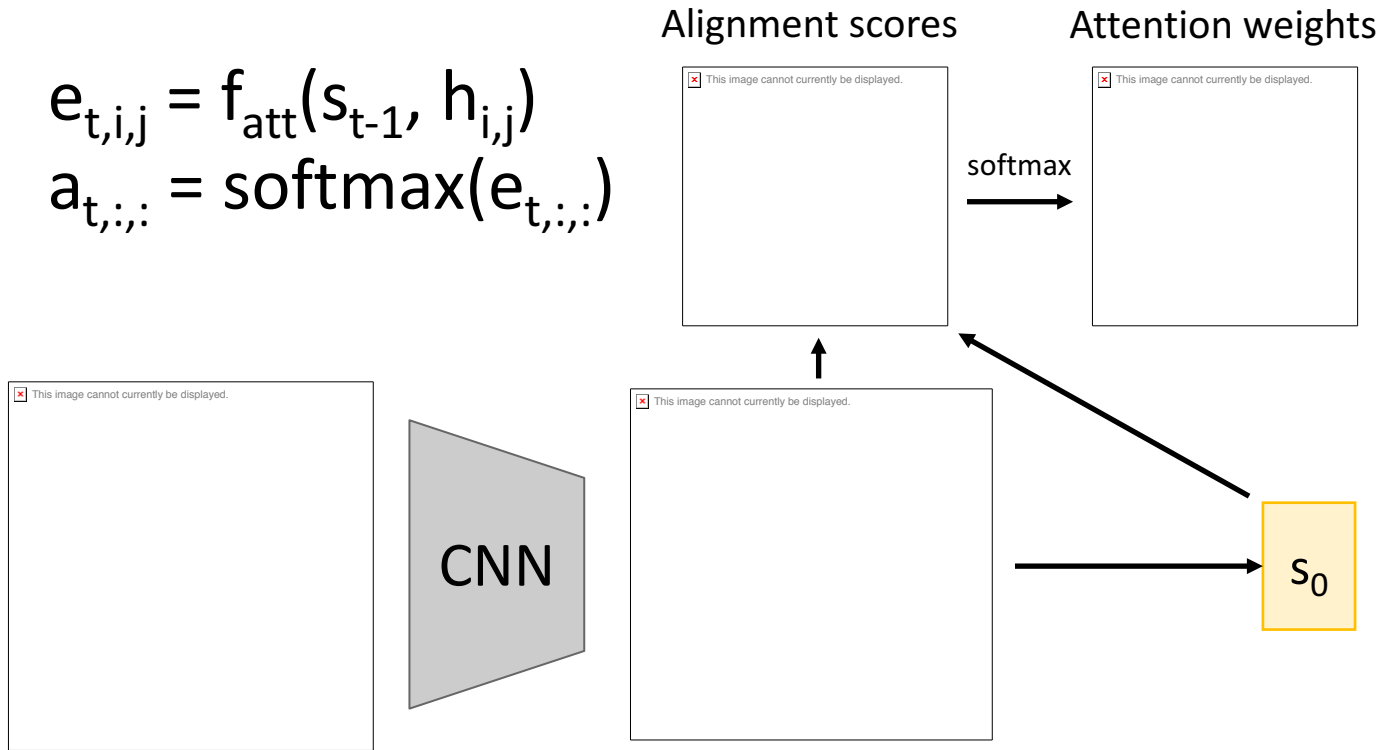 Alignment scores
Attention weights
e_{t,i,j} = f_{att}(s_{t-1}, h_{i,j})
a_{t,:,:} = softmax(e_{t,:,:})
This image cannot currently be displayed.
softmax
This image cannot currently be displayed.
This image cannot currently be displayed.
CNN
This image cannot currently be displayed.
s_0